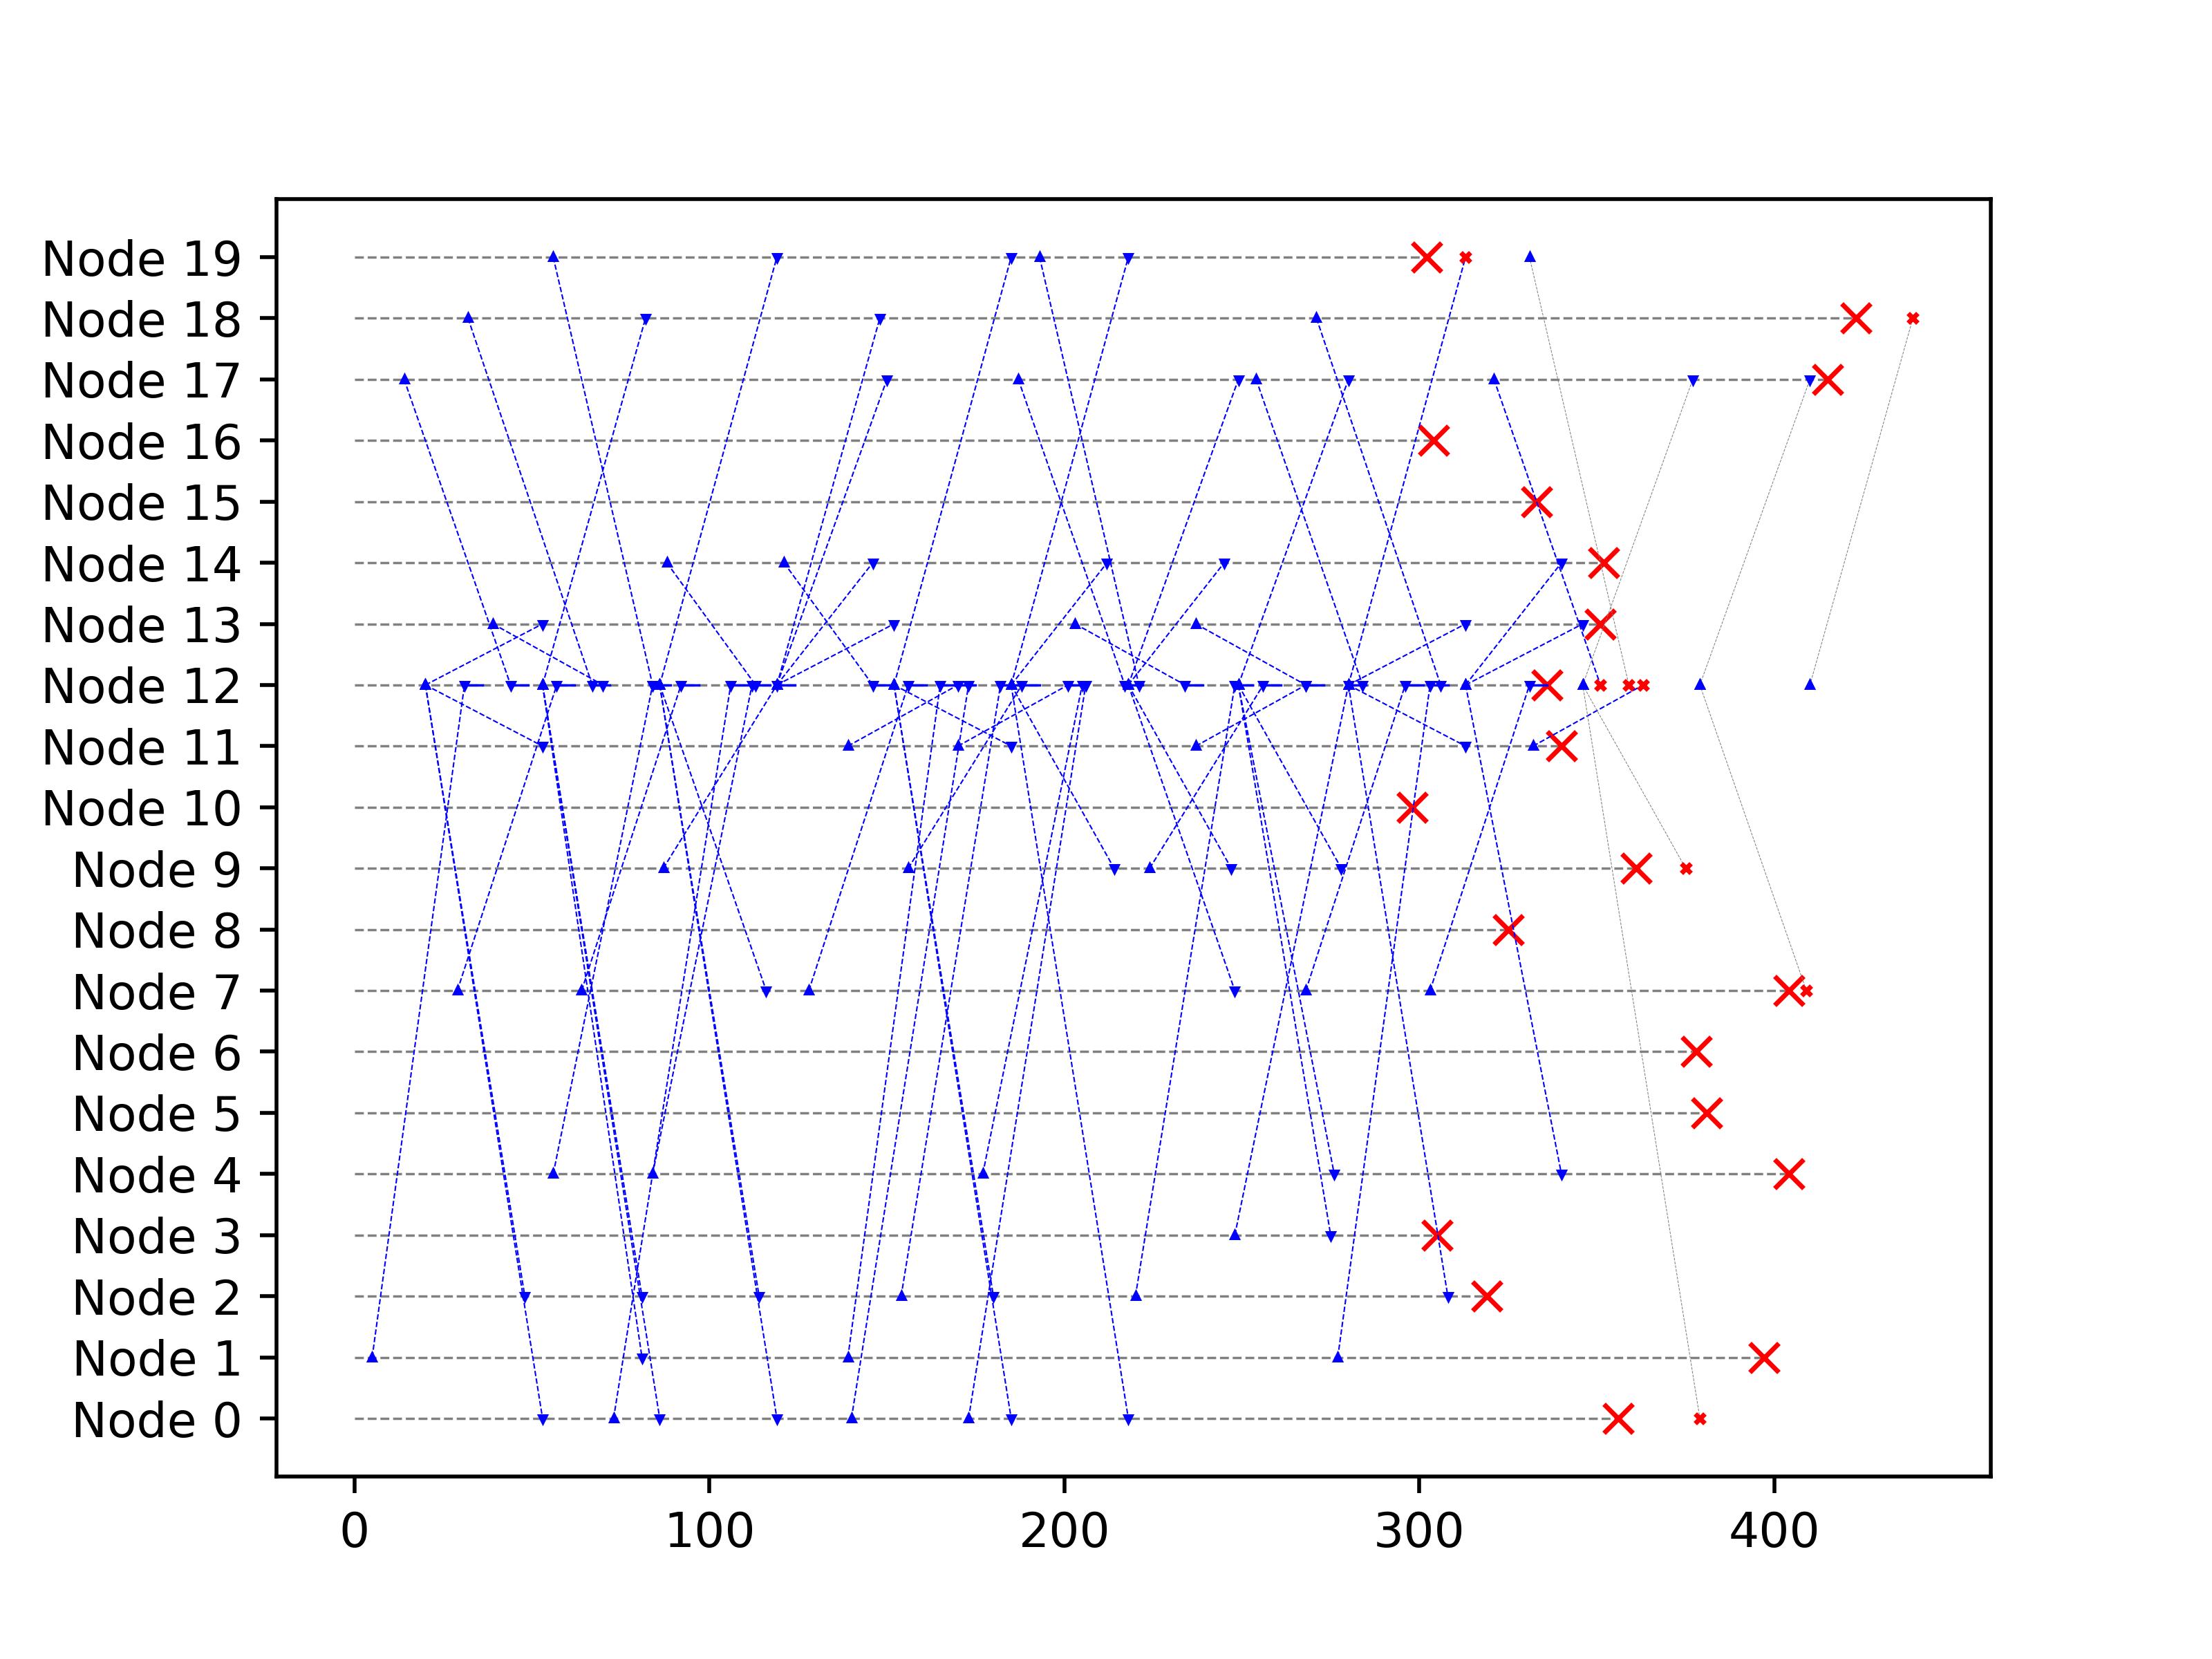 Node 19
Node 18
Node 17
Node 16
Node 15
Node 14
Node 13
Node 12
Node 11
Node 10
Node 9
Node 8
Node 7
Node 6
Node 5
Node 4
Node 3
Node 2
Node 1
Node 0
0 100 200 300 400